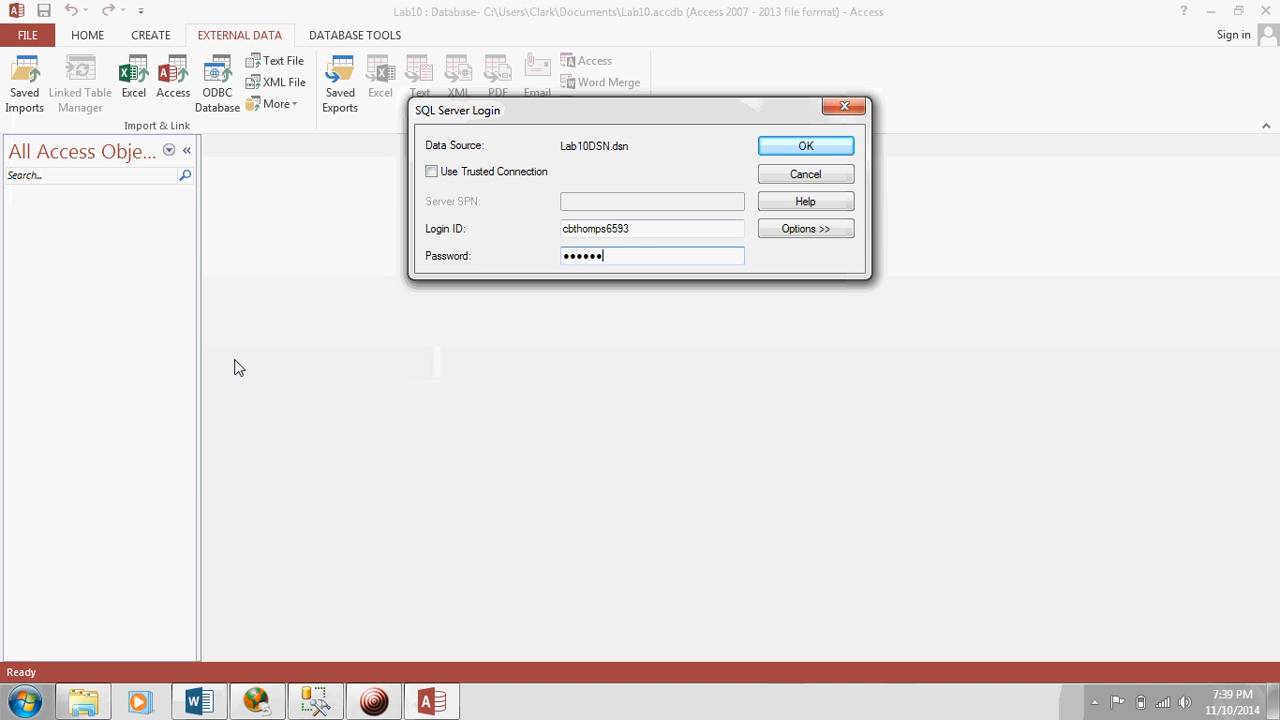 Lab10 : Database- C:\Users\Clark\Documents\Lab10.accdb (Access 2007 - 2013 file format) - Access
FILE HOME CREATE EXTERNAL DATA DATABASE TOOLS Sign in
Saved Imports
Linked Table Manager
Excel
Access
ODBC Database
Text File
XML File
More
Saved Exports
Excel
Text
XML
PDF
Email
Access
Word Merge
Import & Link
All Access Obje...
Search...
SQL Server Login
Data Source: Lab10DSN.dsn OK
Use Trusted Connection Cancel
Server SPN: Help
Login ID: cbthomps6593 Options >>
Password: ••••••
Ready
7:39 PM
11/10/2014